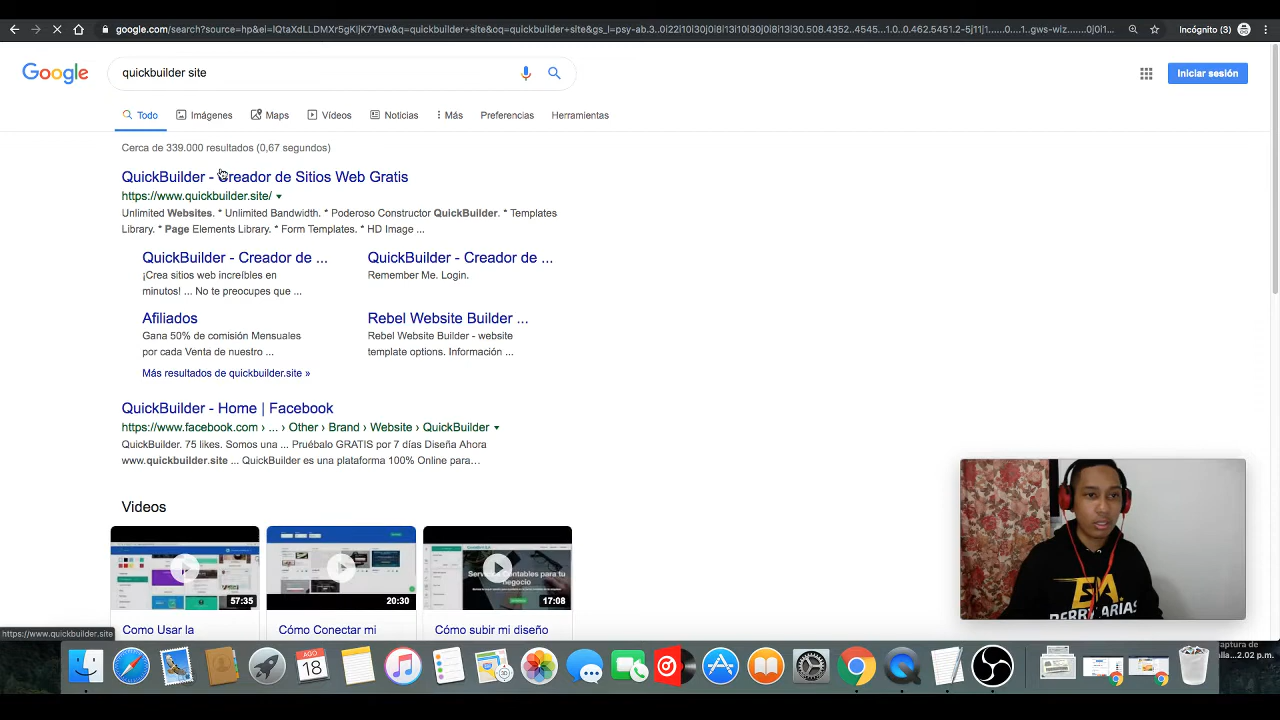 google.com/search?source=hp&ei=IQTaXdLLDMXr5gKIjK7YBw&q=quickbuilder+site&oq=quickbuilder+site&gs_l=psy-ab.3..0i22i10i30j0i8i13i10i30j0i8i13i30.508.4352..4545...1.0..0.462.5451.2-5j11j1......0....1..gws-wiz.......0j0i1...
Incógnito (3)
Google
quickbuilder site
Iniciar sesión
Todo Imágenes Maps Vídeos Noticias Más Preferencias Herramientas
Cerca de 339.000 resultados (0,67 segundos)
QuickBuilder - Creador de Sitios Web Gratis
https://www.quickbuilder.site/
Unlimited Websites. * Unlimited Bandwidth. * Poderoso Constructor QuickBuilder. * Templates
Library. * Page Elements Library. * Form Templates. * HD Image ...
QuickBuilder - Creador de ...
¡Crea sitios web increíbles en
minutos! ... No te preocupes que ...
QuickBuilder - Creador de ...
Remember Me. Login.
Afiliados
Gana 50% de comisión Mensuales
por cada Venta de nuestro ...
Rebel Website Builder ...
Rebel Website Builder - website
template options. Información ...
Más resultados de quickbuilder.site »
QuickBuilder - Home | Facebook
https://www.facebook.com › ... › Other › Brand › Website › QuickBuilder
QuickBuilder. 75 likes. Somos una ... Pruébalo GRATIS por 7 días Diseña Ahora
www.quickbuilder.site ... QuickBuilder es una plataforma 100% Online para…
Videos
57:35
20:30
17:08
Como Usar la
Cómo Conectar mi
Cómo subir mi diseño
https://www.quickbuilder.site
AGO
18